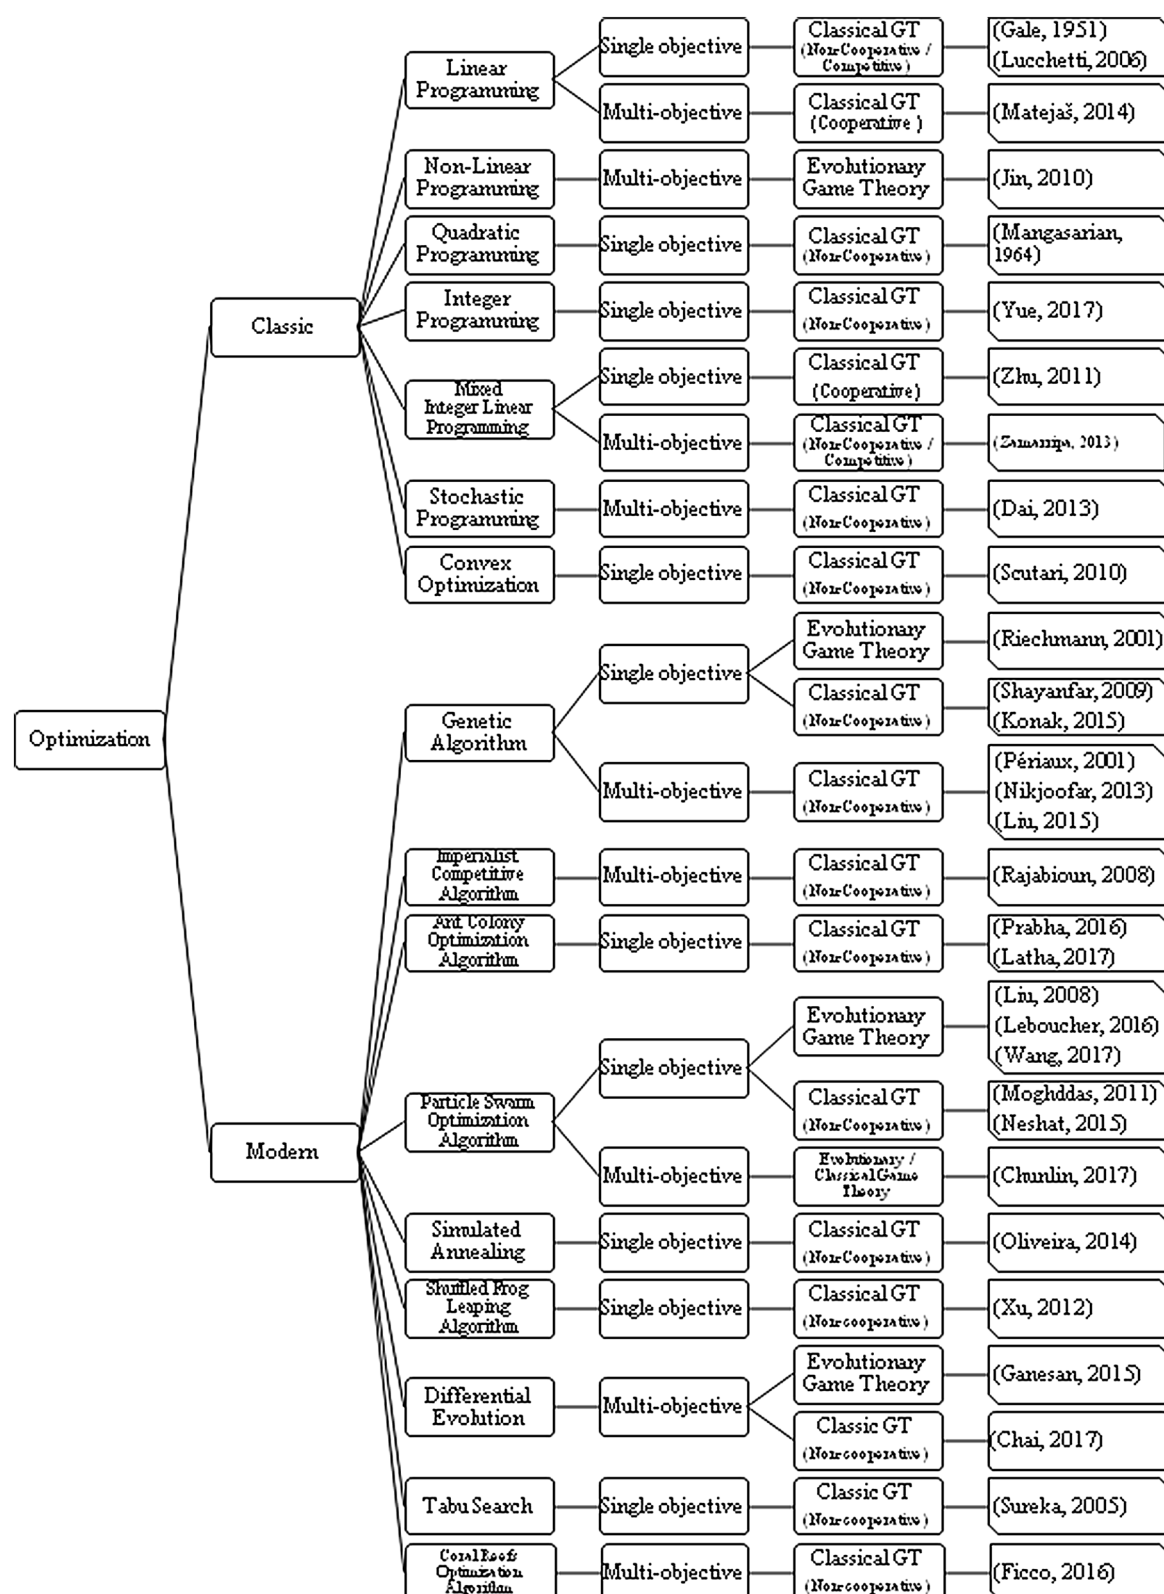 Optimization
Classic
Linear
Programming
Single objective
Classical GT
(Non-Cooperative /
Competitive)
(Gale, 1951)
(Lucchetti, 2006)
Multi-objective
Classical GT
(Cooperative )
(Matejaš, 2014)
Non-Linear
Programming
Multi-objective
Evolutionary
Game Theory
(Jin, 2010)
Quadratic
Programming
Single objective
Classical GT
(Non-Cooperative)
(Mangasarian,
1964)
Integer
Programming
Single objective
Classical GT
(Non-Cooperative)
(Yue, 2017)
Mixed
Integer Linear
Programming
Single objective
Classical GT
(Cooperative)
(Zhu, 2011)
Multi-objective
Classical GT
(Non-Cooperative /
Competitive)
(Zamarripa, 2013)
Stochastic
Programming
Multi-objective
Classical GT
(Non-Cooperative)
(Dai, 2013)
Convex
Optimization
Single objective
Classical GT
(Non-Cooperative)
(Scutari, 2010)
Modern
Genetic
Algorithm
Single objective
Evolutionary
Game Theory
(Riechmann, 2001)
Classical GT
(Non-Cooperative)
(Shayanfar, 2009)
(Konak, 2015)
Multi-objective
Classical GT
(Non-Cooperative)
(Périaux, 2001)
(Nikjoofar, 2013)
(Liu, 2015)
Imperialist
Competitive
Algorithm
Multi-objective
Classical GT
(Non-Cooperative)
(Rajabioun, 2008)
Ant Colony
Optimization
Algorithm
Single objective
Classical GT
(Non-Cooperative)
(Prabha, 2016)
(Latha, 2017)
Particle Swarm
Optimization
Algorithm
Single objective
Evolutionary
Game Theory
(Liu, 2008)
(Leboucher, 2016)
(Wang, 2017)
Classical GT
(Non-Cooperative)
(Moghddas, 2011)
(Neshat, 2015)
Multi-objective
Evolutionary /
Classical Game
Theory
(Chunlin, 2017)
Simulated
Annealing
Single objective
Classical GT
(Non-Cooperative)
(Oliveira, 2014)
Shuffled Frog
Leaping
Algorithm
Single objective
Classical GT
(Non-cooperative)
(Xu, 2012)
Differential
Evolution
Multi-objective
Evolutionary
Game Theory
(Ganesan, 2015)
Classic GT
(Non-cooperative)
(Chai, 2017)
Tabu Search
Single objective
Classic GT
(Non-cooperative)
(Sureka, 2005)
Coral Reefs
Optimization
Algorithm
Multi-objective
Classical GT
(Non-cooperative)
(Ficco, 2016)